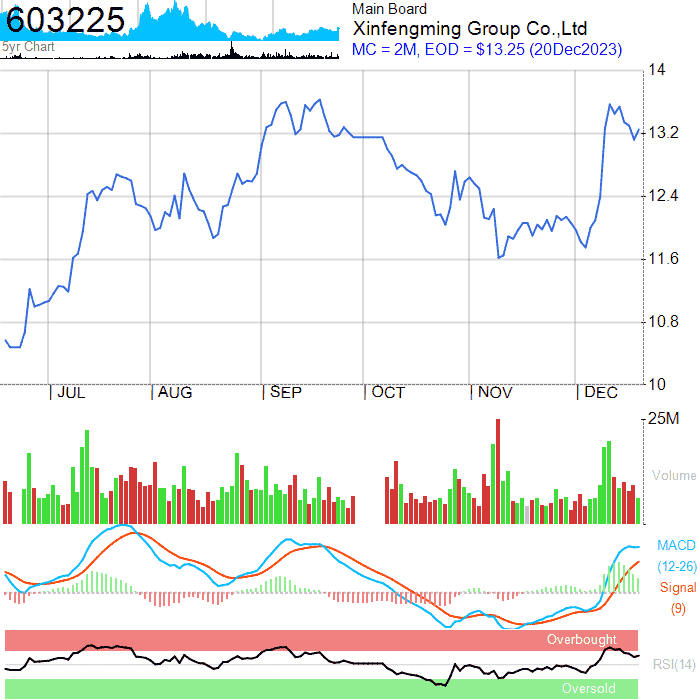 603225
5yr Chart
Main Board
Xinfengming Group Co.,Ltd
MC = 2M, EOD = $13.25 (20Dec2023)
14
13.2
12.4
11.6
10.8
10
JUL
AUG
SEP
OCT
NOV
DEC
25M
Volume
MACD
(12-26)
Signal
(9)
Overbought
RSI(14)
Oversold